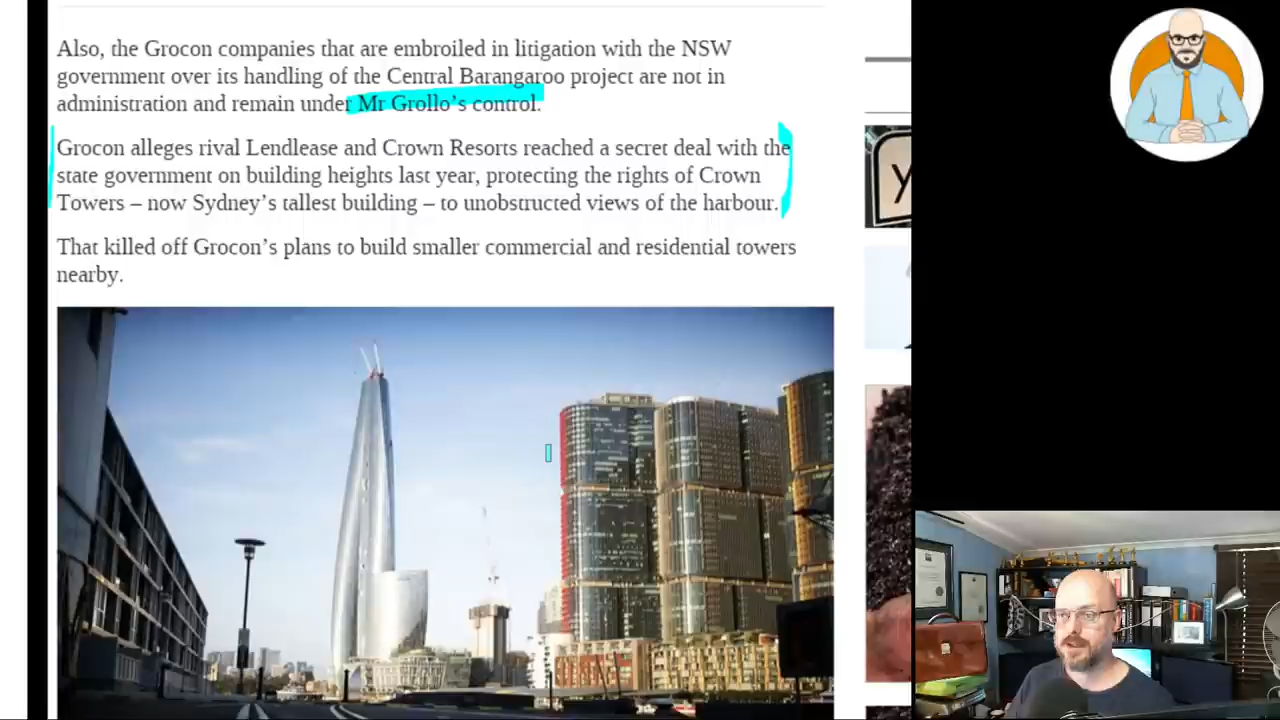 Also, the Grocon companies that are embroiled in litigation with the NSW
government over its handling of the Central Barangaroo project are not in
administration and remain under Mr Grollo’s control.
Grocon alleges rival Lendlease and Crown Resorts reached a secret deal with the
state government on building heights last year, protecting the rights of Crown
Towers – now Sydney’s tallest building – to unobstructed views of the harbour.
That killed off Grocon’s plans to build smaller commercial and residential towers
nearby.
y